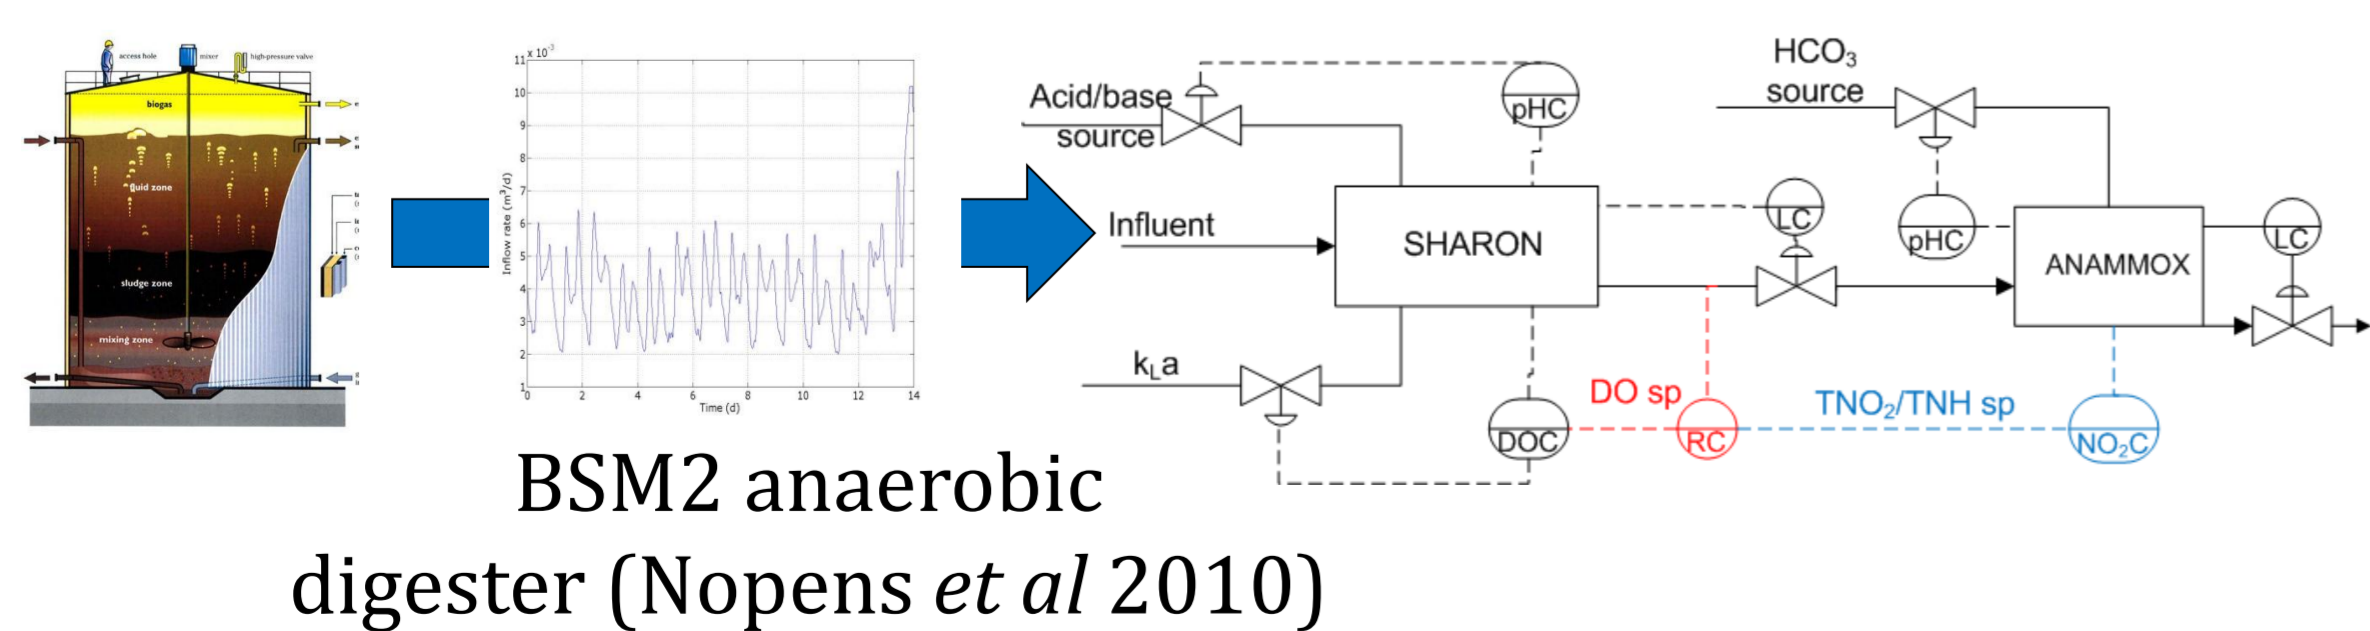 access hole
mixer
high-pressure valve
biogas
fluid zone
sludge zone
mixing zone
x 10⁻³
Inflow rate (m³/d)
11
10
9
8
7
6
5
4
3
2
1
0 2 4 6 8 10 12 14
Time (d)
Acid/base
source
pHC
Influent
SHARON
kLa
DOC
DO sp
RC
LC
TNO₂/TNH sp
HCO₃
source
pHC
ANAMMOX
LC
NO₂C
BSM2 anaerobic
digester (Nopens et al 2010)